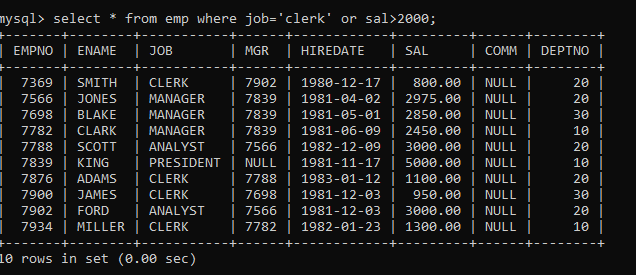 mysql> select * from emp where job='clerk' or sal>2000;
+-------+--------+-----------+------+------------+---------+------+--------+
| EMPNO | ENAME | JOB | MGR | HIREDATE | SAL | COMM | DEPTNO |
+-------+--------+-----------+------+------------+---------+------+--------+
| 7369 | SMITH | CLERK | 7902 | 1980-12-17 | 800.00 | NULL | 20 |
| 7566 | JONES | MANAGER | 7839 | 1981-04-02 | 2975.00 | NULL | 20 |
| 7698 | BLAKE | MANAGER | 7839 | 1981-05-01 | 2850.00 | NULL | 30 |
| 7782 | CLARK | MANAGER | 7839 | 1981-06-09 | 2450.00 | NULL | 10 |
| 7788 | SCOTT | ANALYST | 7566 | 1982-12-09 | 3000.00 | NULL | 20 |
| 7839 | KING | PRESIDENT | NULL | 1981-11-17 | 5000.00 | NULL | 10 |
| 7876 | ADAMS | CLERK | 7788 | 1983-01-12 | 1100.00 | NULL | 20 |
| 7900 | JAMES | CLERK | 7698 | 1981-12-03 | 950.00 | NULL | 30 |
| 7902 | FORD | ANALYST | 7566 | 1981-12-03 | 3000.00 | NULL | 20 |
| 7934 | MILLER | CLERK | 7782 | 1982-01-23 | 1300.00 | NULL | 10 |
+-------+--------+-----------+------+------------+---------+------+--------+
10 rows in set (0.00 sec)